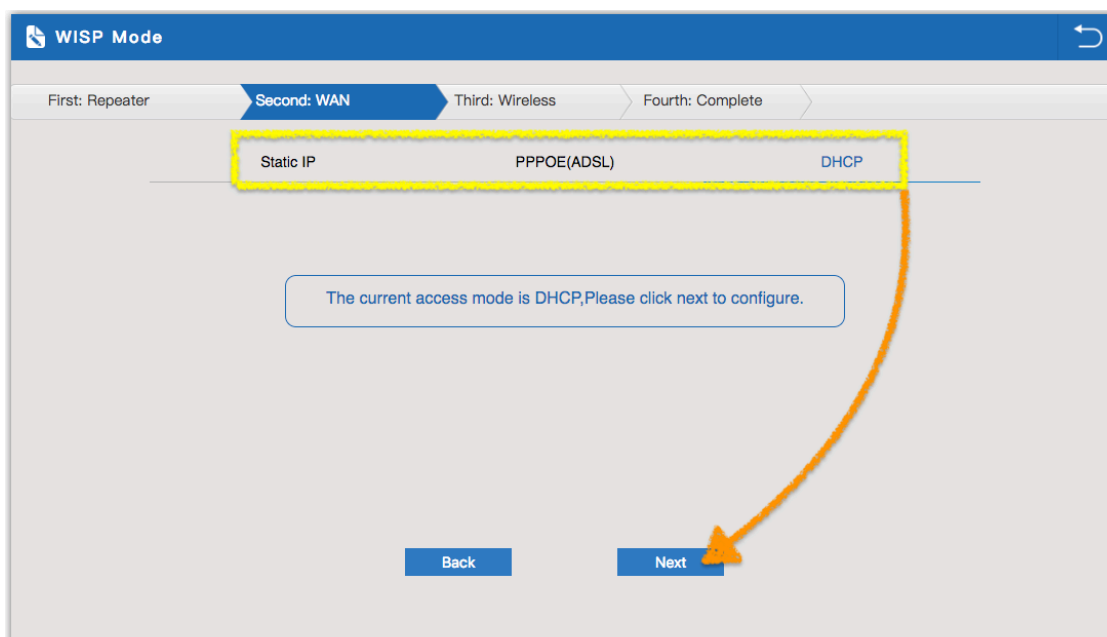 WISP Mode
First: Repeater Second: WAN Third: Wireless Fourth: Complete
Static IP PPPOE(ADSL) DHCP
The current access mode is DHCP,Please click next to configure.
Back Next